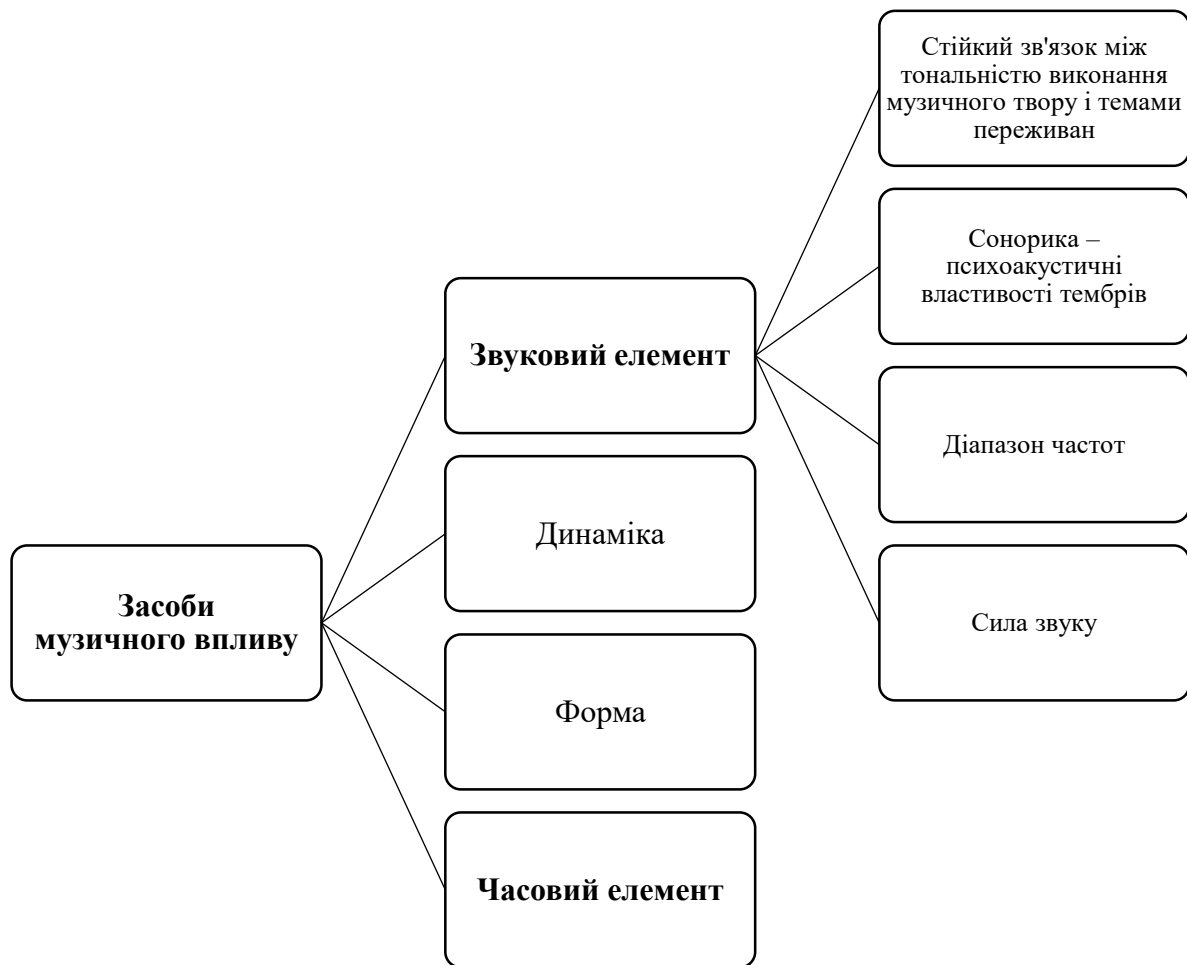 Засоби
музичного впливу
Звуковий елемент
Динаміка
Форма
Часовий елемент
Стійкий зв'язок між
тональністю виконання
музичного твору і темами
переживан
Сонорика –
психоакустичні
властивості тембрів
Діапазон частот
Сила звуку